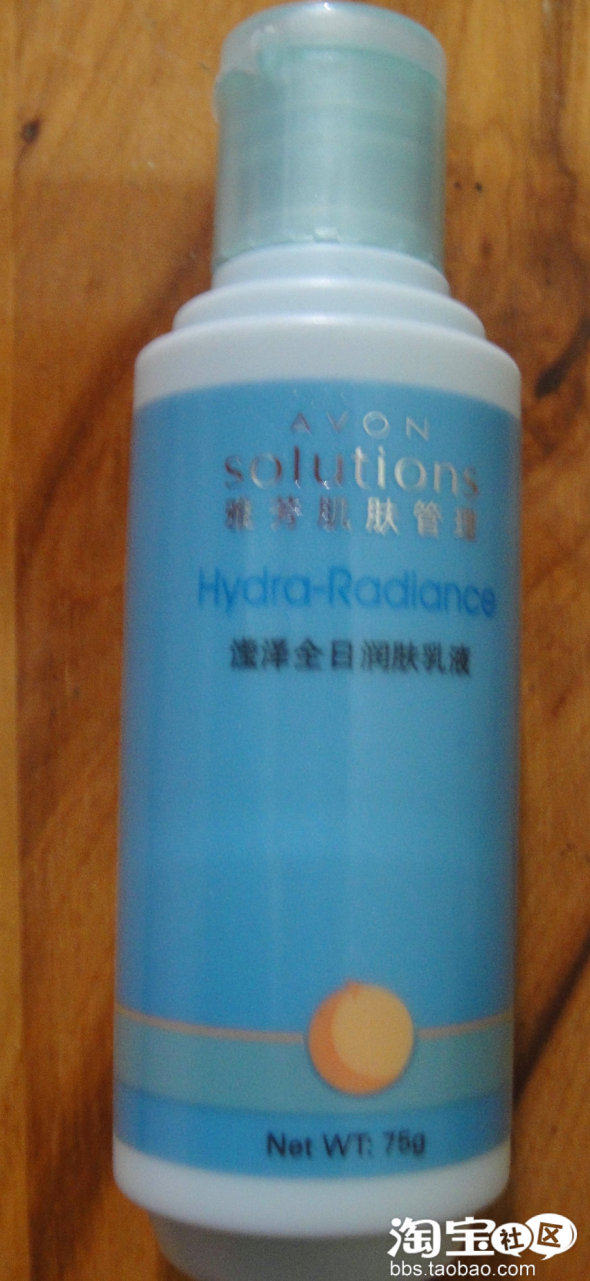 AVON
solutions
雅芳肌肤管理
Hydra-Radiance
滢泽全日润肤乳液
Net WT: 75g
淘宝社区
bbs.taobao.com